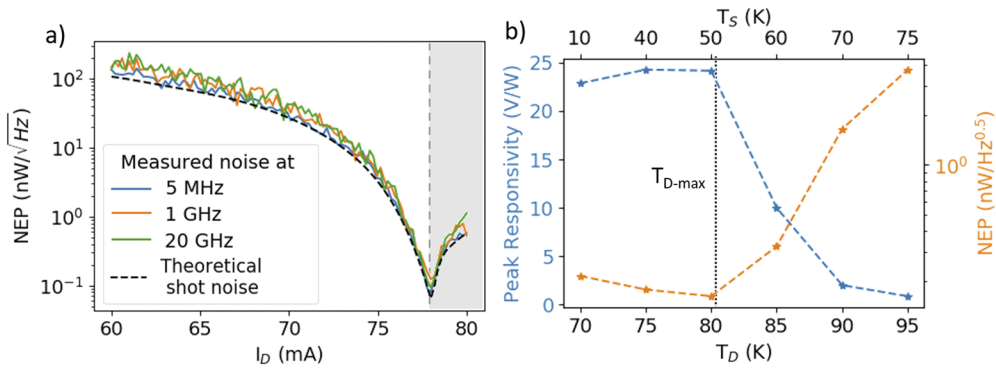 a)
NEP (nW/√Hz)
10²
10¹
10⁰
10⁻¹
Measured noise at
5 MHz
1 GHz
20 GHz
Theoretical
shot noise
60 65 70 75 80
I_D (mA)
b)
T_S (K)
10 40 50 60 70 75
Peak Responsivity (V/W)
25
20
15
10
5
0
T_D-max
10⁰
NEP (nW/Hz⁰·⁵)
70 75 80 85 90 95
T_D (K)